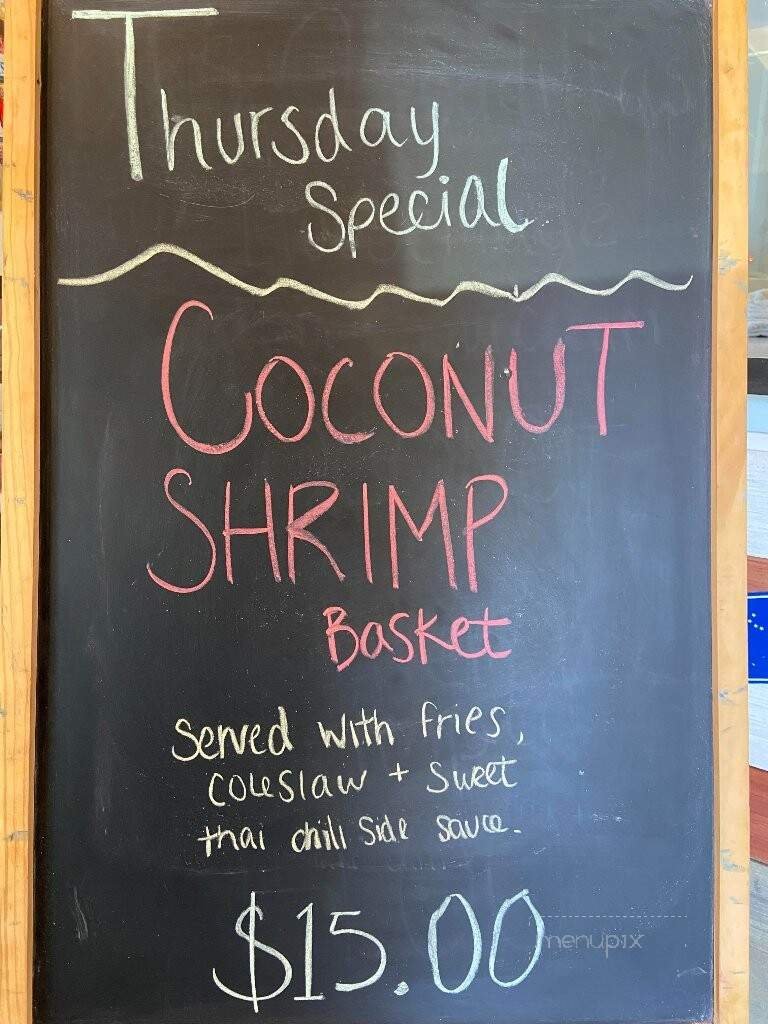 Thursday
Special
COCONUT
SHRIMP
Basket
Served with fries,
coleslaw + sweet
thai chili side sauce.
$15.00
menupix